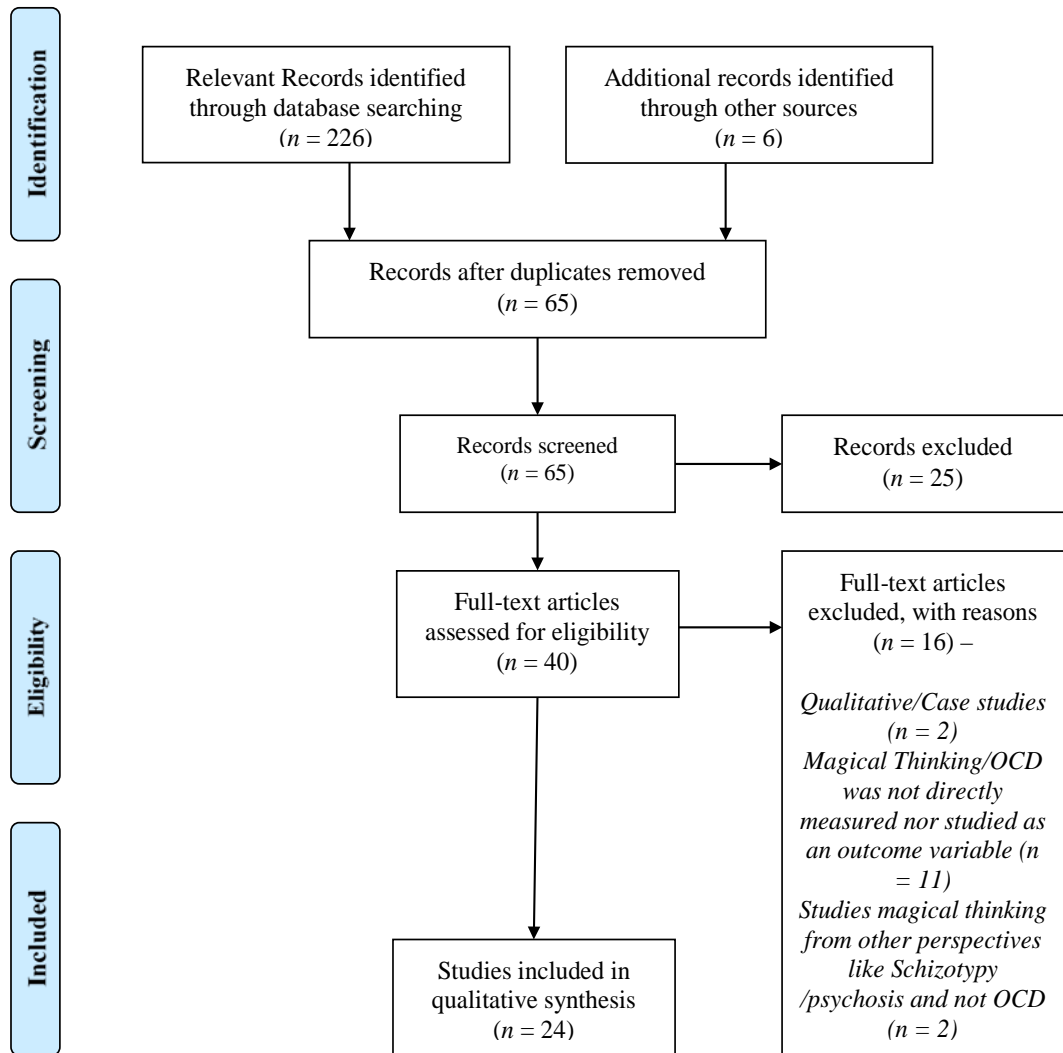 Identification
Relevant Records identified
through database searching
(n = 226)
Additional records identified
through other sources
(n = 6)
Records after duplicates removed
(n = 65)
Screening
Records screened
(n = 65)
Records excluded
(n = 25)
Eligibility
Full-text articles
assessed for eligibility
(n = 40)
Full-text articles
excluded, with reasons
(n = 16) –
Qualitative/Case studies
(n = 2)
Magical Thinking/OCD
was not directly
measured nor studied as
an outcome variable (n
= 11)
Studies magical thinking
from other perspectives
like Schizotypy
/psychosis and not OCD
(n = 2)
Included
Studies included in
qualitative synthesis
(n = 24)